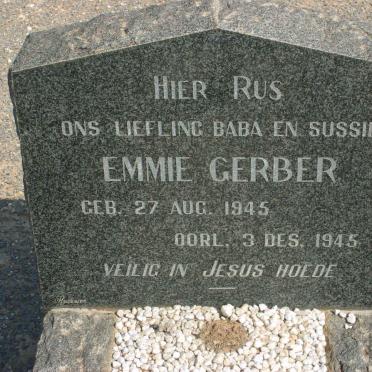 HIER RUS
ONS LIEFLING BABA EN SUSSIE
EMMIE GERBER
GEB. 27 AUG. 1945
OORL. 3 DES. 1945
VEILIG IN JESUS HOEDE